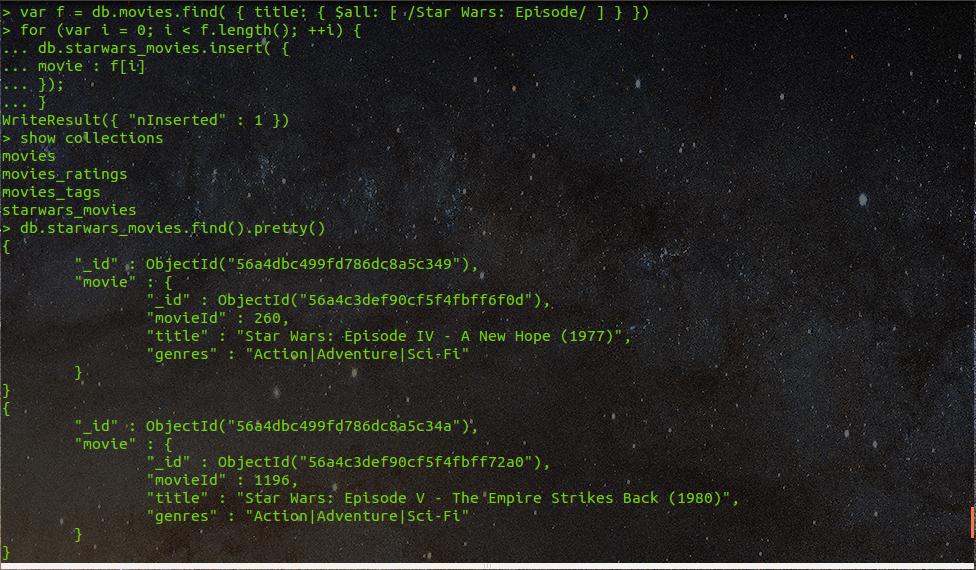 > var f = db.movies.find( { title: { $all: [ /Star Wars: Episode/ ] } })
> for (var i = 0; i < f.length(); ++i) {
... db.starwars_movies.insert( {
... movie : f[i]
... });
... }
WriteResult({ "nInserted" : 1 })
> show collections
movies
movies_ratings
movies_tags
starwars_movies
> db.starwars_movies.find().pretty()
{
        "_id" : ObjectId("56a4dbc499fd786dc8a5c349"),
        "movie" : {
                "_id" : ObjectId("56a4c3def90cf5f4fbff6f0d"),
                "movieId" : 260,
                "title" : "Star Wars: Episode IV - A New Hope (1977)",
                "genres" : "Action|Adventure|Sci-Fi"
        }
}
{
        "_id" : ObjectId("56a4dbc499fd786dc8a5c34a"),
        "movie" : {
                "_id" : ObjectId("56a4c3def90cf5f4fbff72a0"),
                "movieId" : 1196,
                "title" : "Star Wars: Episode V - The Empire Strikes Back (1980)",
                "genres" : "Action|Adventure|Sci-Fi"
        }
}